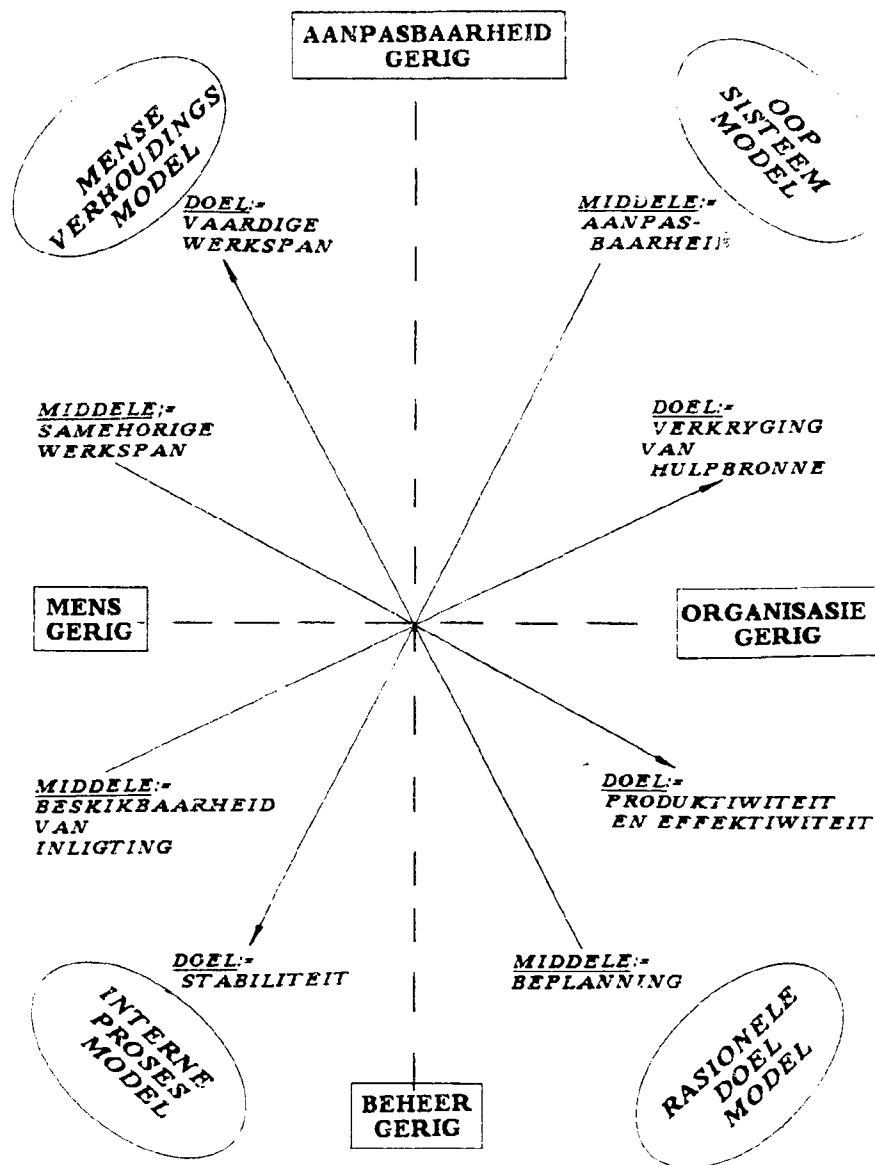 AANPASBAARHEID
GERIG
MENSE
VERHOUDINGS
MODEL
OOP
SISTEEM
MODEL
DOEL:=
VAARDIGE
WERKSPAN
MIDDELE:=
AANPAS-
BAARHEID
MIDDELE:=
SAMEHORIGE
WERKSPAN
DOEL:=
VERKRYGING
VAN
HULPBRONNE
MENS
GERIG
ORGANISASIE
GERIG
MIDDELE:=
BESKIKBAARHEID
VAN
INLIGTING
DOEL:=
PRODUKTIWITEIT
EN EFFEKTIWITEIT
DOEL:=
STABILITEIT
MIDDELE:=
BEPLANNING
INTERNE
PROSES
MODEL
BEHEER
GERIG
RASIONELE
DOEL
MODEL